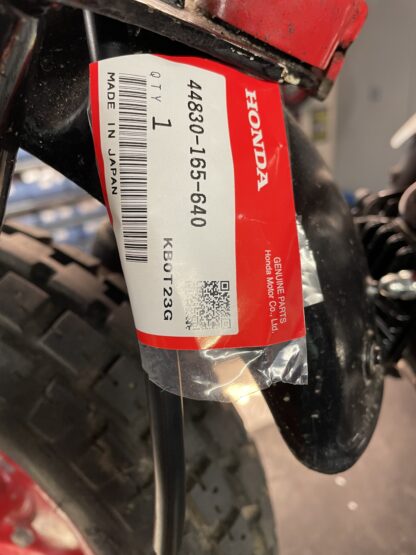 HONDA
44830-165-640
QTY 1
MADE IN JAPAN
KB0T23G
GENUINE PARTS
Honda Motor Co., Ltd.